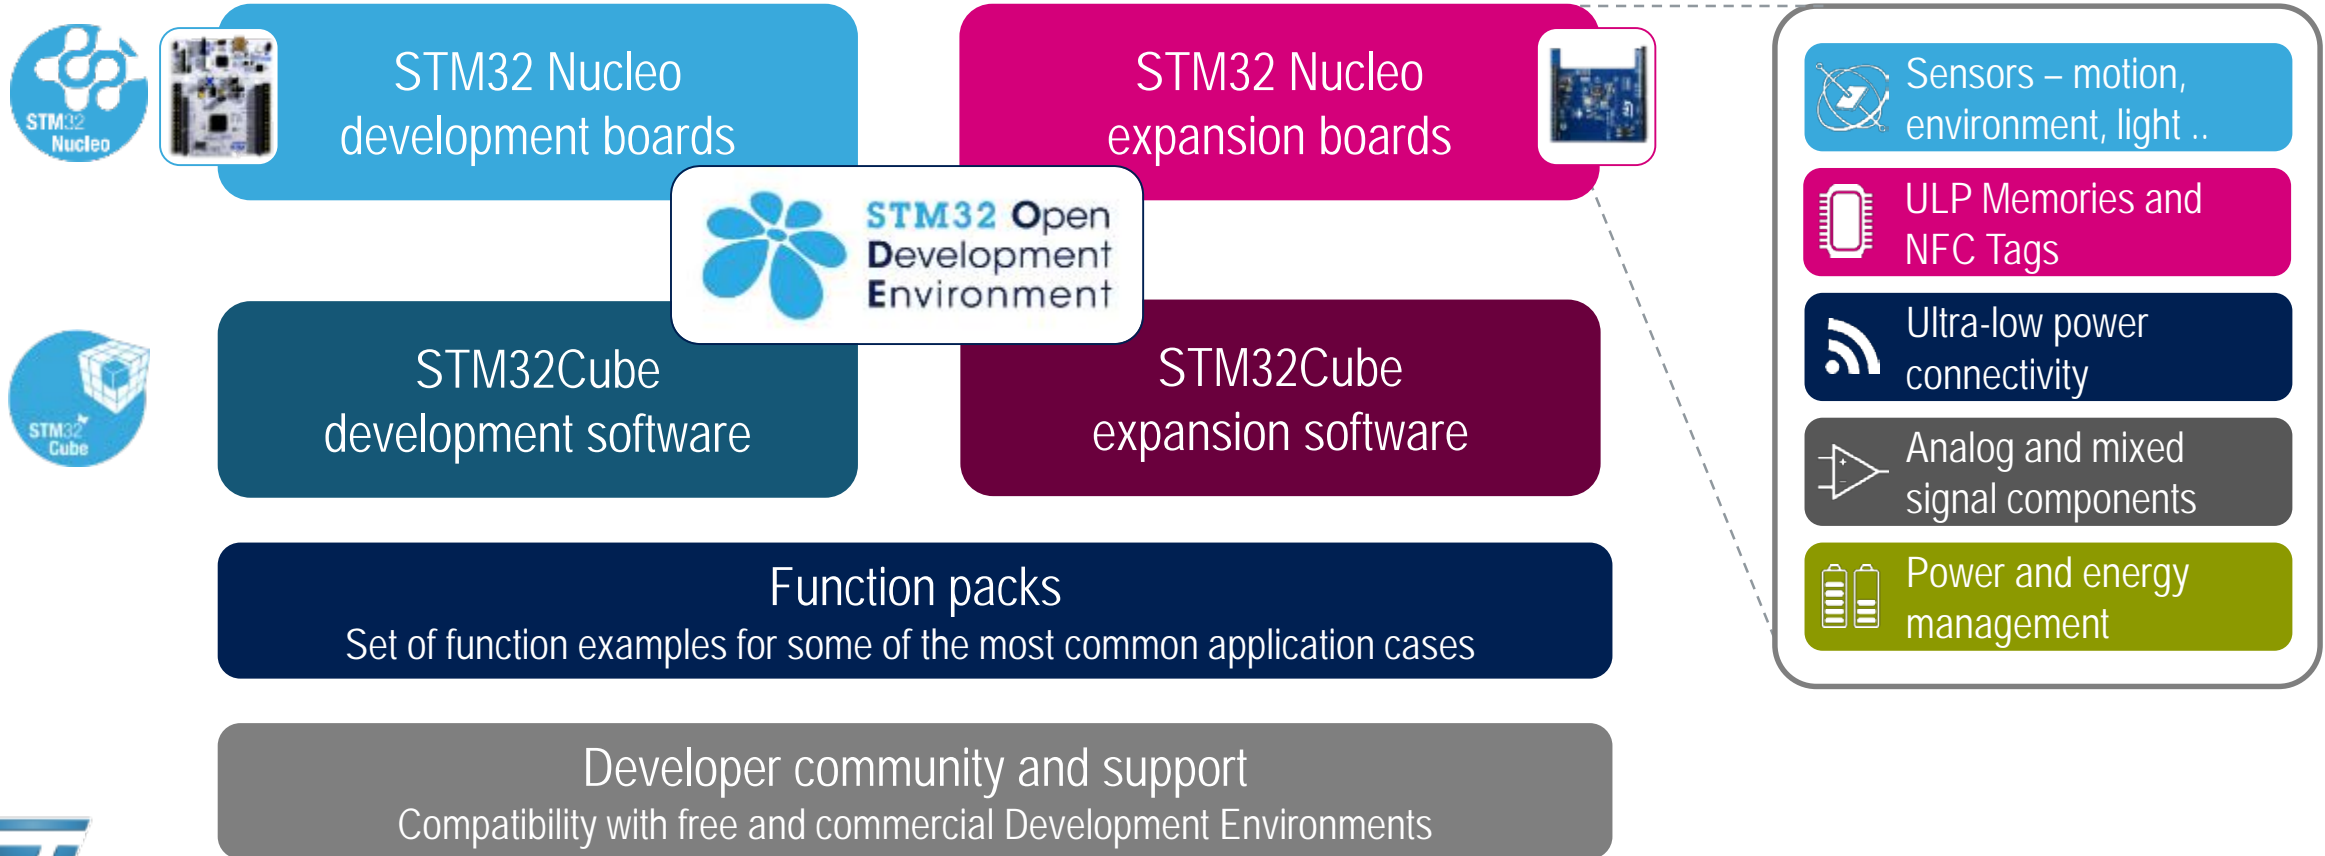 STM32
Nucleo
STM32 Nucleo
development boards
STM32 Nucleo
expansion boards
STM32 Open
Development
Environment
STM32
Cube
STM32Cube
development software
STM32Cube
expansion software
Function packs
Set of function examples for some of the most common application cases
Developer community and support
Compatibility with free and commercial Development Environments
Sensors – motion,
environment, light ..
ULP Memories and
NFC Tags
Ultra-low power
connectivity
Analog and mixed
signal components
Power and energy
management